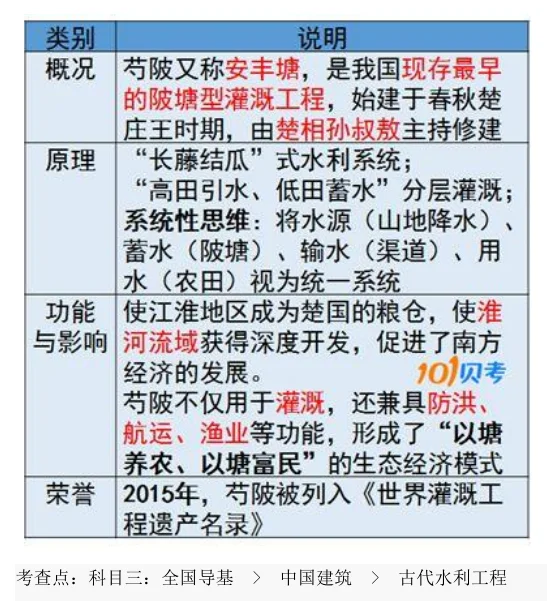 类别 说明
概况 芍陂又称安丰塘，是我国现存最早
的陂塘型灌溉工程，始建于春秋楚
庄王时期，由楚相孙叔敖主持修建
原理 “长藤结瓜”式水利系统；
“高田引水、低田蓄水”分层灌溉；
系统性思维：将水源（山地降水）、
蓄水（陂塘）、输水（渠道）、用
水（农田）视为统一系统
功能
与影响
使江淮地区成为楚国的粮仓，使淮
河流域获得深度开发，促进了南方
经济的发展。
101贝考
芍陂不仅用于灌溉，还兼具防洪、
航运、渔业等功能，形成了“以塘
养农、以塘富民”的生态经济模式
荣誉 2015年，芍陂被列入《世界灌溉工
程遗产名录》
考查点：科目三：全国导基 > 中国建筑 > 古代水利工程